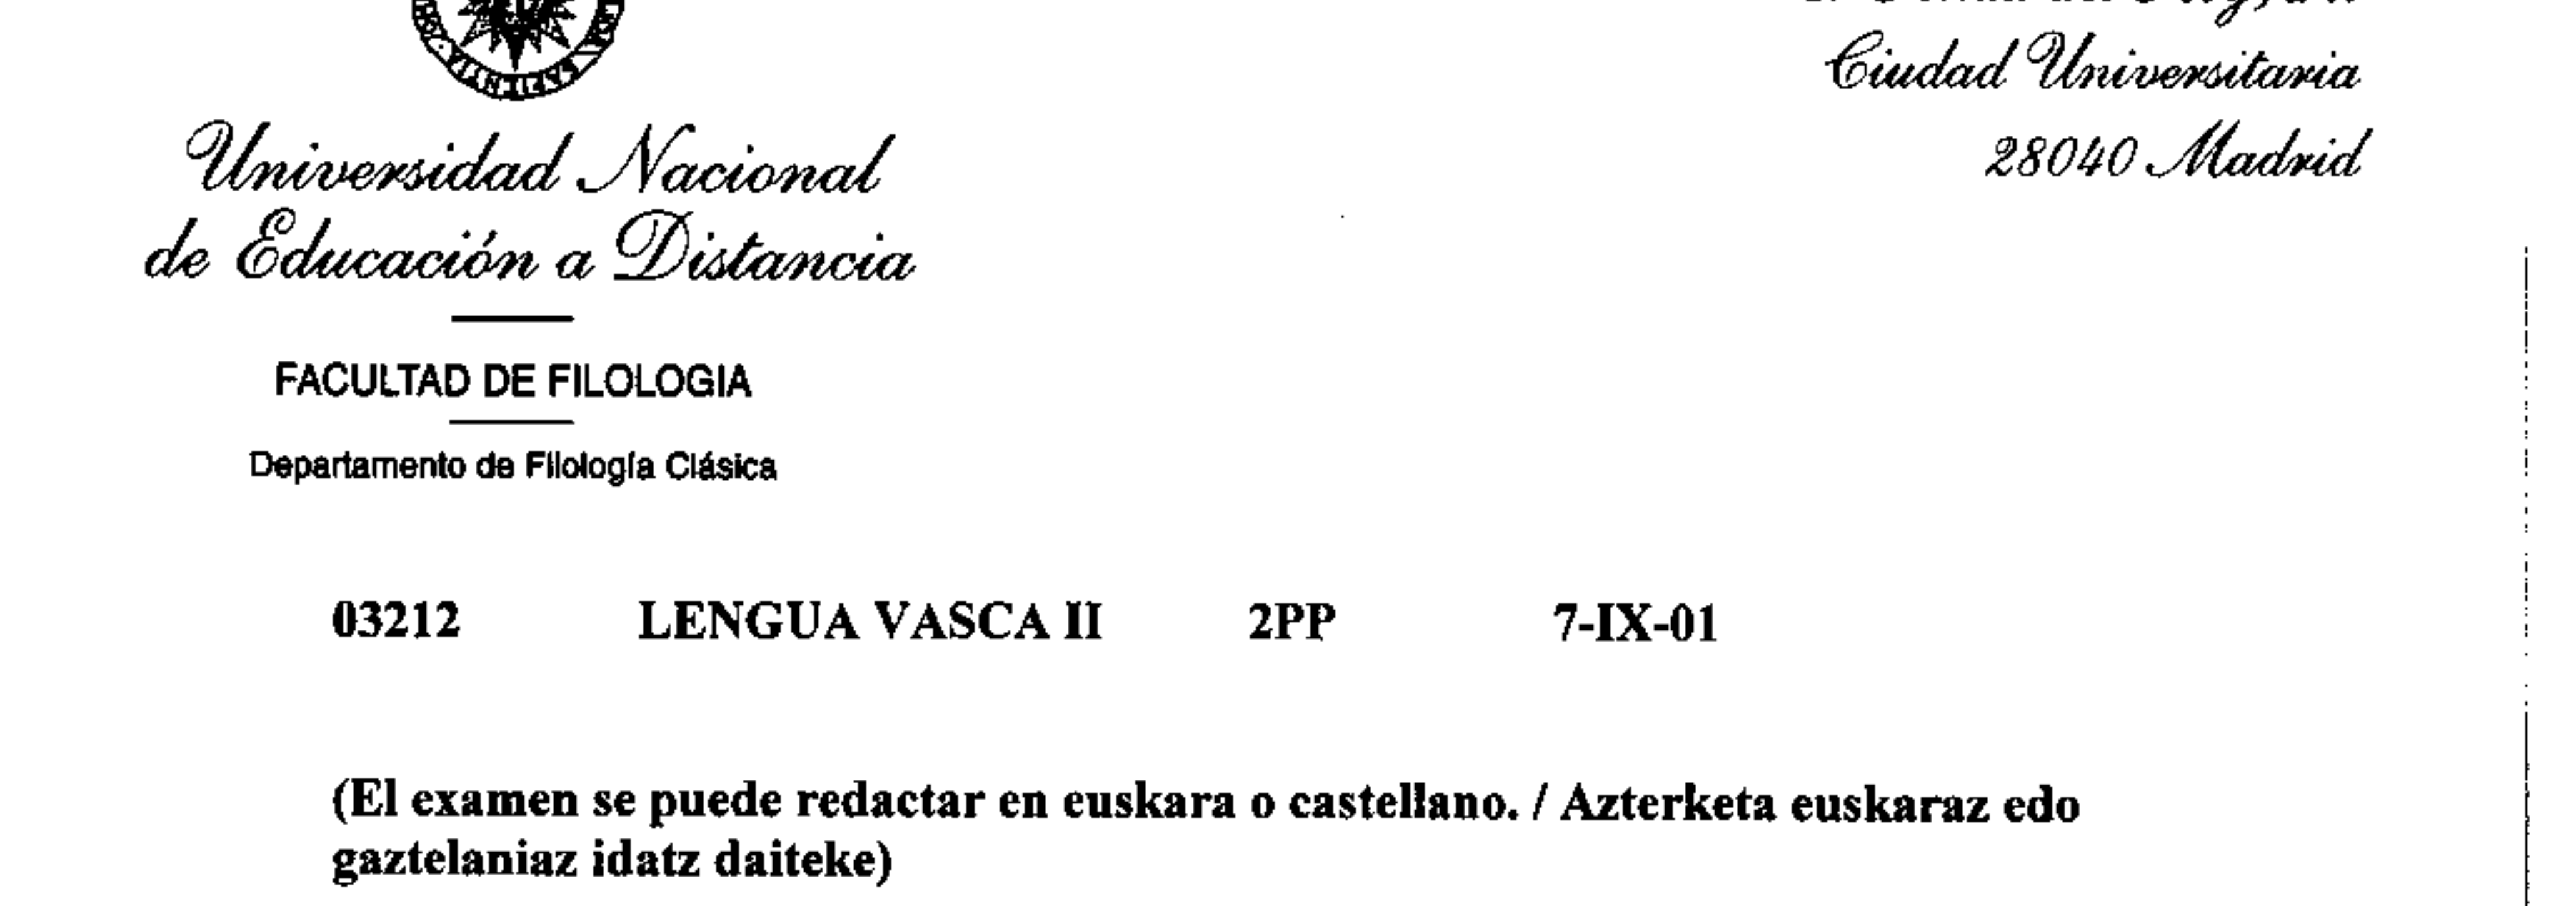 Ciudad Universitaria
28040 Madrid
Universidad Nacional
de Educación a Distancia
FACULTAD DE FILOLOGIA
Departamento de Filología Clásica
03212 LENGUA VASCA II 2PP 7-IX-01
(El examen se puede redactar en euskara o castellano. / Azterketa euskaraz edo
gaztelaniaz idatz daiteke)